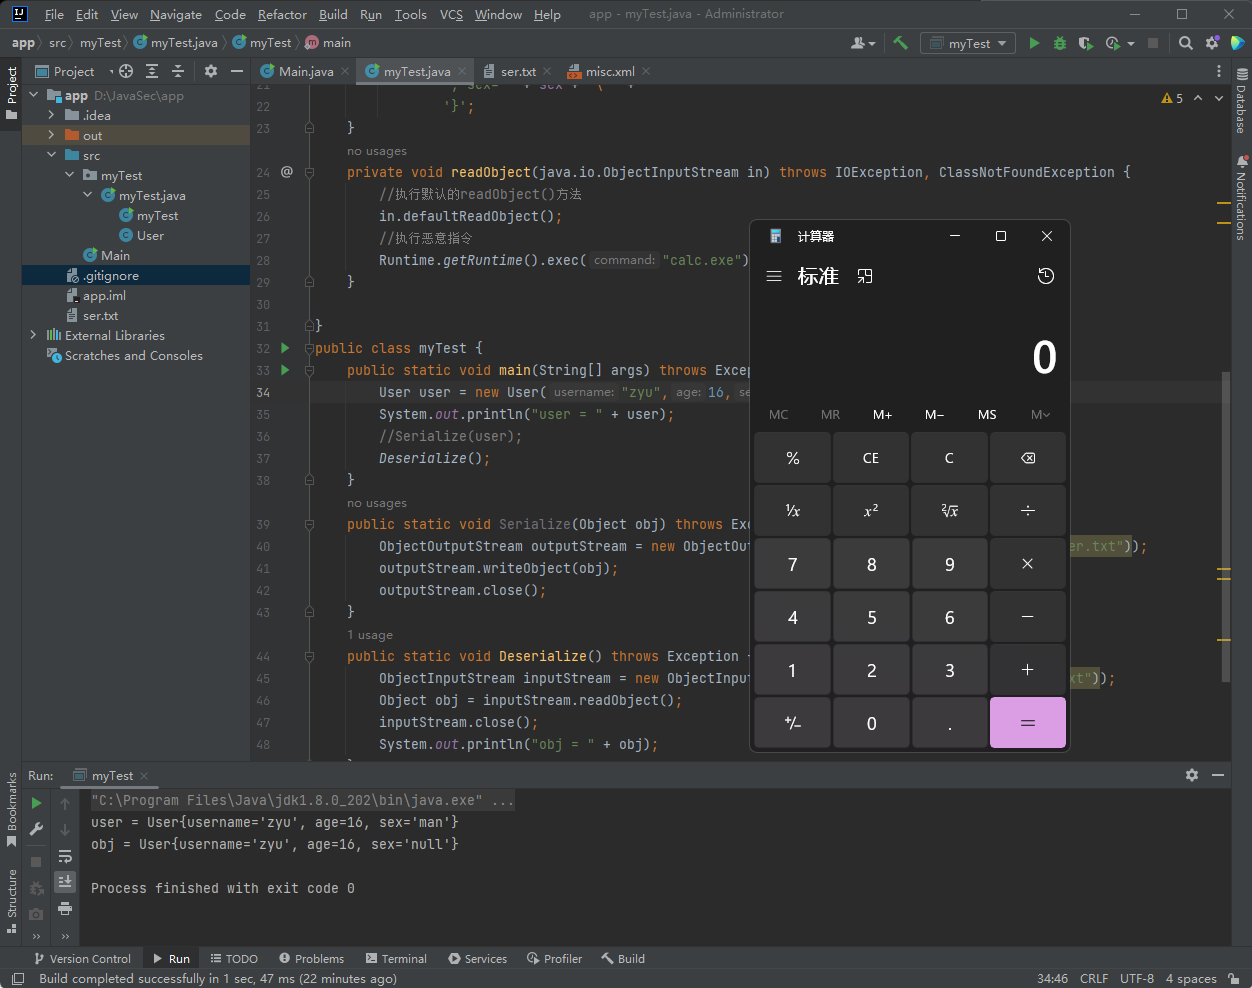 File Edit View Navigate Code Refactor Build Run Tools VCS Window Help app - myTest.java - Administrator
app src myTest myTest.java myTest main myTest
Project Main.java myTest.java ser.txt misc.xml
Project
Database
Notifications
Bookmarks
Structure
app D:\JavaSec\app
.idea
out
src
myTest
myTest.java
myTest
User
Main
.gitignore
app.iml
ser.txt
External Libraries
Scratches and Consoles
5
22 '}';
23 }
no usages
24 @ private void readObject(java.io.ObjectInputStream in) throws IOException, ClassNotFoundException {
25 //执行默认的readObject()方法
26 in.defaultReadObject();
27 //执行恶意指令
28 Runtime.getRuntime().exec( command: "calc.exe")
29 }
30
31 }
32 public class myTest {
33 public static void main(String[] args) throws Excep
34 User user = new User( username: "zyu", age: 16, se
35 System.out.println("user = " + user);
36 //Serialize(user);
37 Deserialize();
38 }
no usages
39 public static void Serialize(Object obj) throws Exc
40 ObjectOutputStream outputStream = new ObjectOut er.txt"));
41 outputStream.writeObject(obj);
42 outputStream.close();
43 }
1 usage
44 public static void Deserialize() throws Exception
45 ObjectInputStream inputStream = new ObjectInput xt"));
46 Object obj = inputStream.readObject();
47 inputStream.close();
48 System.out.println("obj = " + obj);
计算器
标准
0
MC MR M+ M− MS M˅
% CE C ⌫
¹⁄x x² ²√x ÷
7 8 9 ×
4 5 6 −
1 2 3 +
+/− 0 . =
Run: myTest
"C:\Program Files\Java\jdk1.8.0_202\bin\java.exe" ...
user = User{username='zyu', age=16, sex='man'}
obj = User{username='zyu', age=16, sex='null'}
Process finished with exit code 0
Version Control Run TODO Problems Terminal Services Profiler Build
Build completed successfully in 1 sec, 47 ms (22 minutes ago) 34:46 CRLF UTF-8 4 spaces